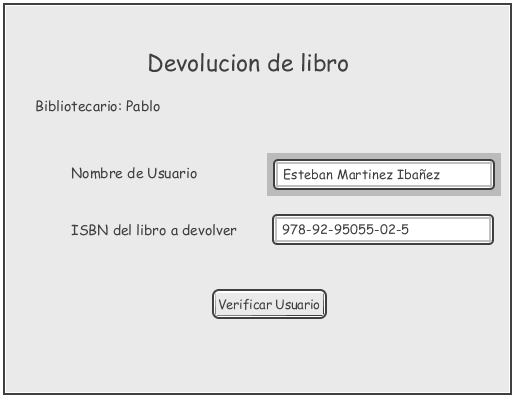 Devolucion de libro
Bibliotecario: Pablo
Nombre de Usuario
Esteban Martinez Ibañez
ISBN del libro a devolver
978-92-95055-02-5
Verificar Usuario